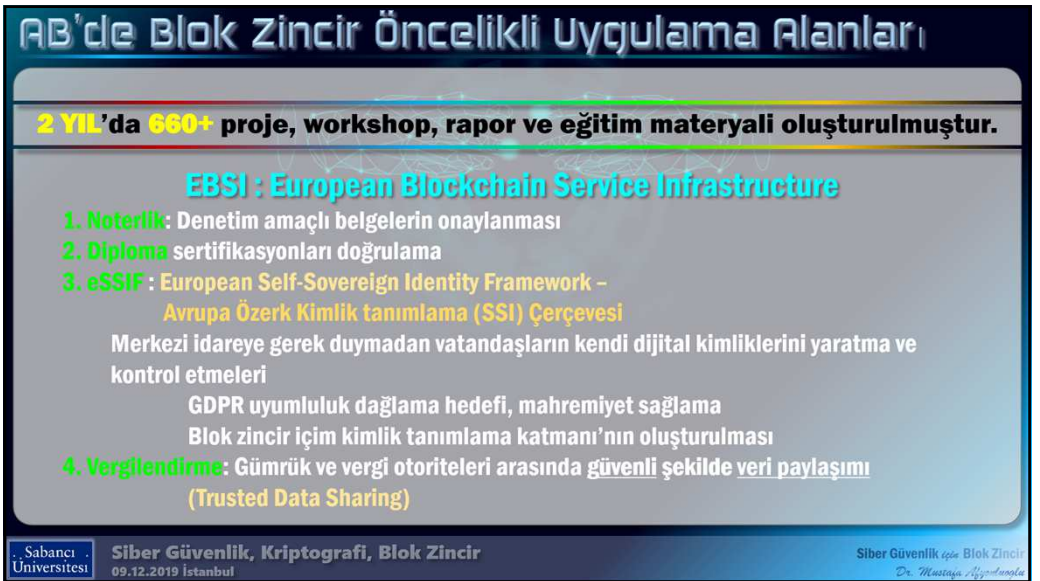 AB'de Blok Zincir Öncelikli Uygulama Alanları
2 YIL'da 660+ proje, workshop, rapor ve eğitim materyali oluşturulmuştur.
EBSI : European Blockchain Service Infrastructure
1. Noterlik: Denetim amaçlı belgelerin onaylanması
2. Diploma sertifikasyonları doğrulama
3. eSSIF : European Self-Sovereign Identity Framework –
Avrupa Özerk Kimlik tanımlama (SSI) Çerçevesi
Merkezi idareye gerek duymadan vatandaşların kendi dijital kimliklerini yaratma ve
kontrol etmeleri
GDPR uyumluluk dağlama hedefi, mahremiyet sağlama
Blok zincir içim kimlik tanımlama katmanı'nın oluşturulması
4. Vergilendirme: Gümrük ve vergi otoriteleri arasında güvenli şekilde veri paylaşımı
(Trusted Data Sharing)
Sabancı
Üniversitesi
Siber Güvenlik, Kriptografi, Blok Zincir
09.12.2019 İstanbul
Siber Güvenlik için Blok Zincir
Dr. Mustafa